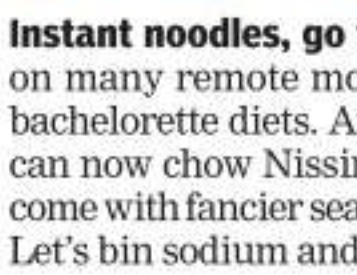 Instant noodles, go
on many remote mo
bachelorette diets. A
can now chow Nissin
come with fancier sea
Let's bin sodium and